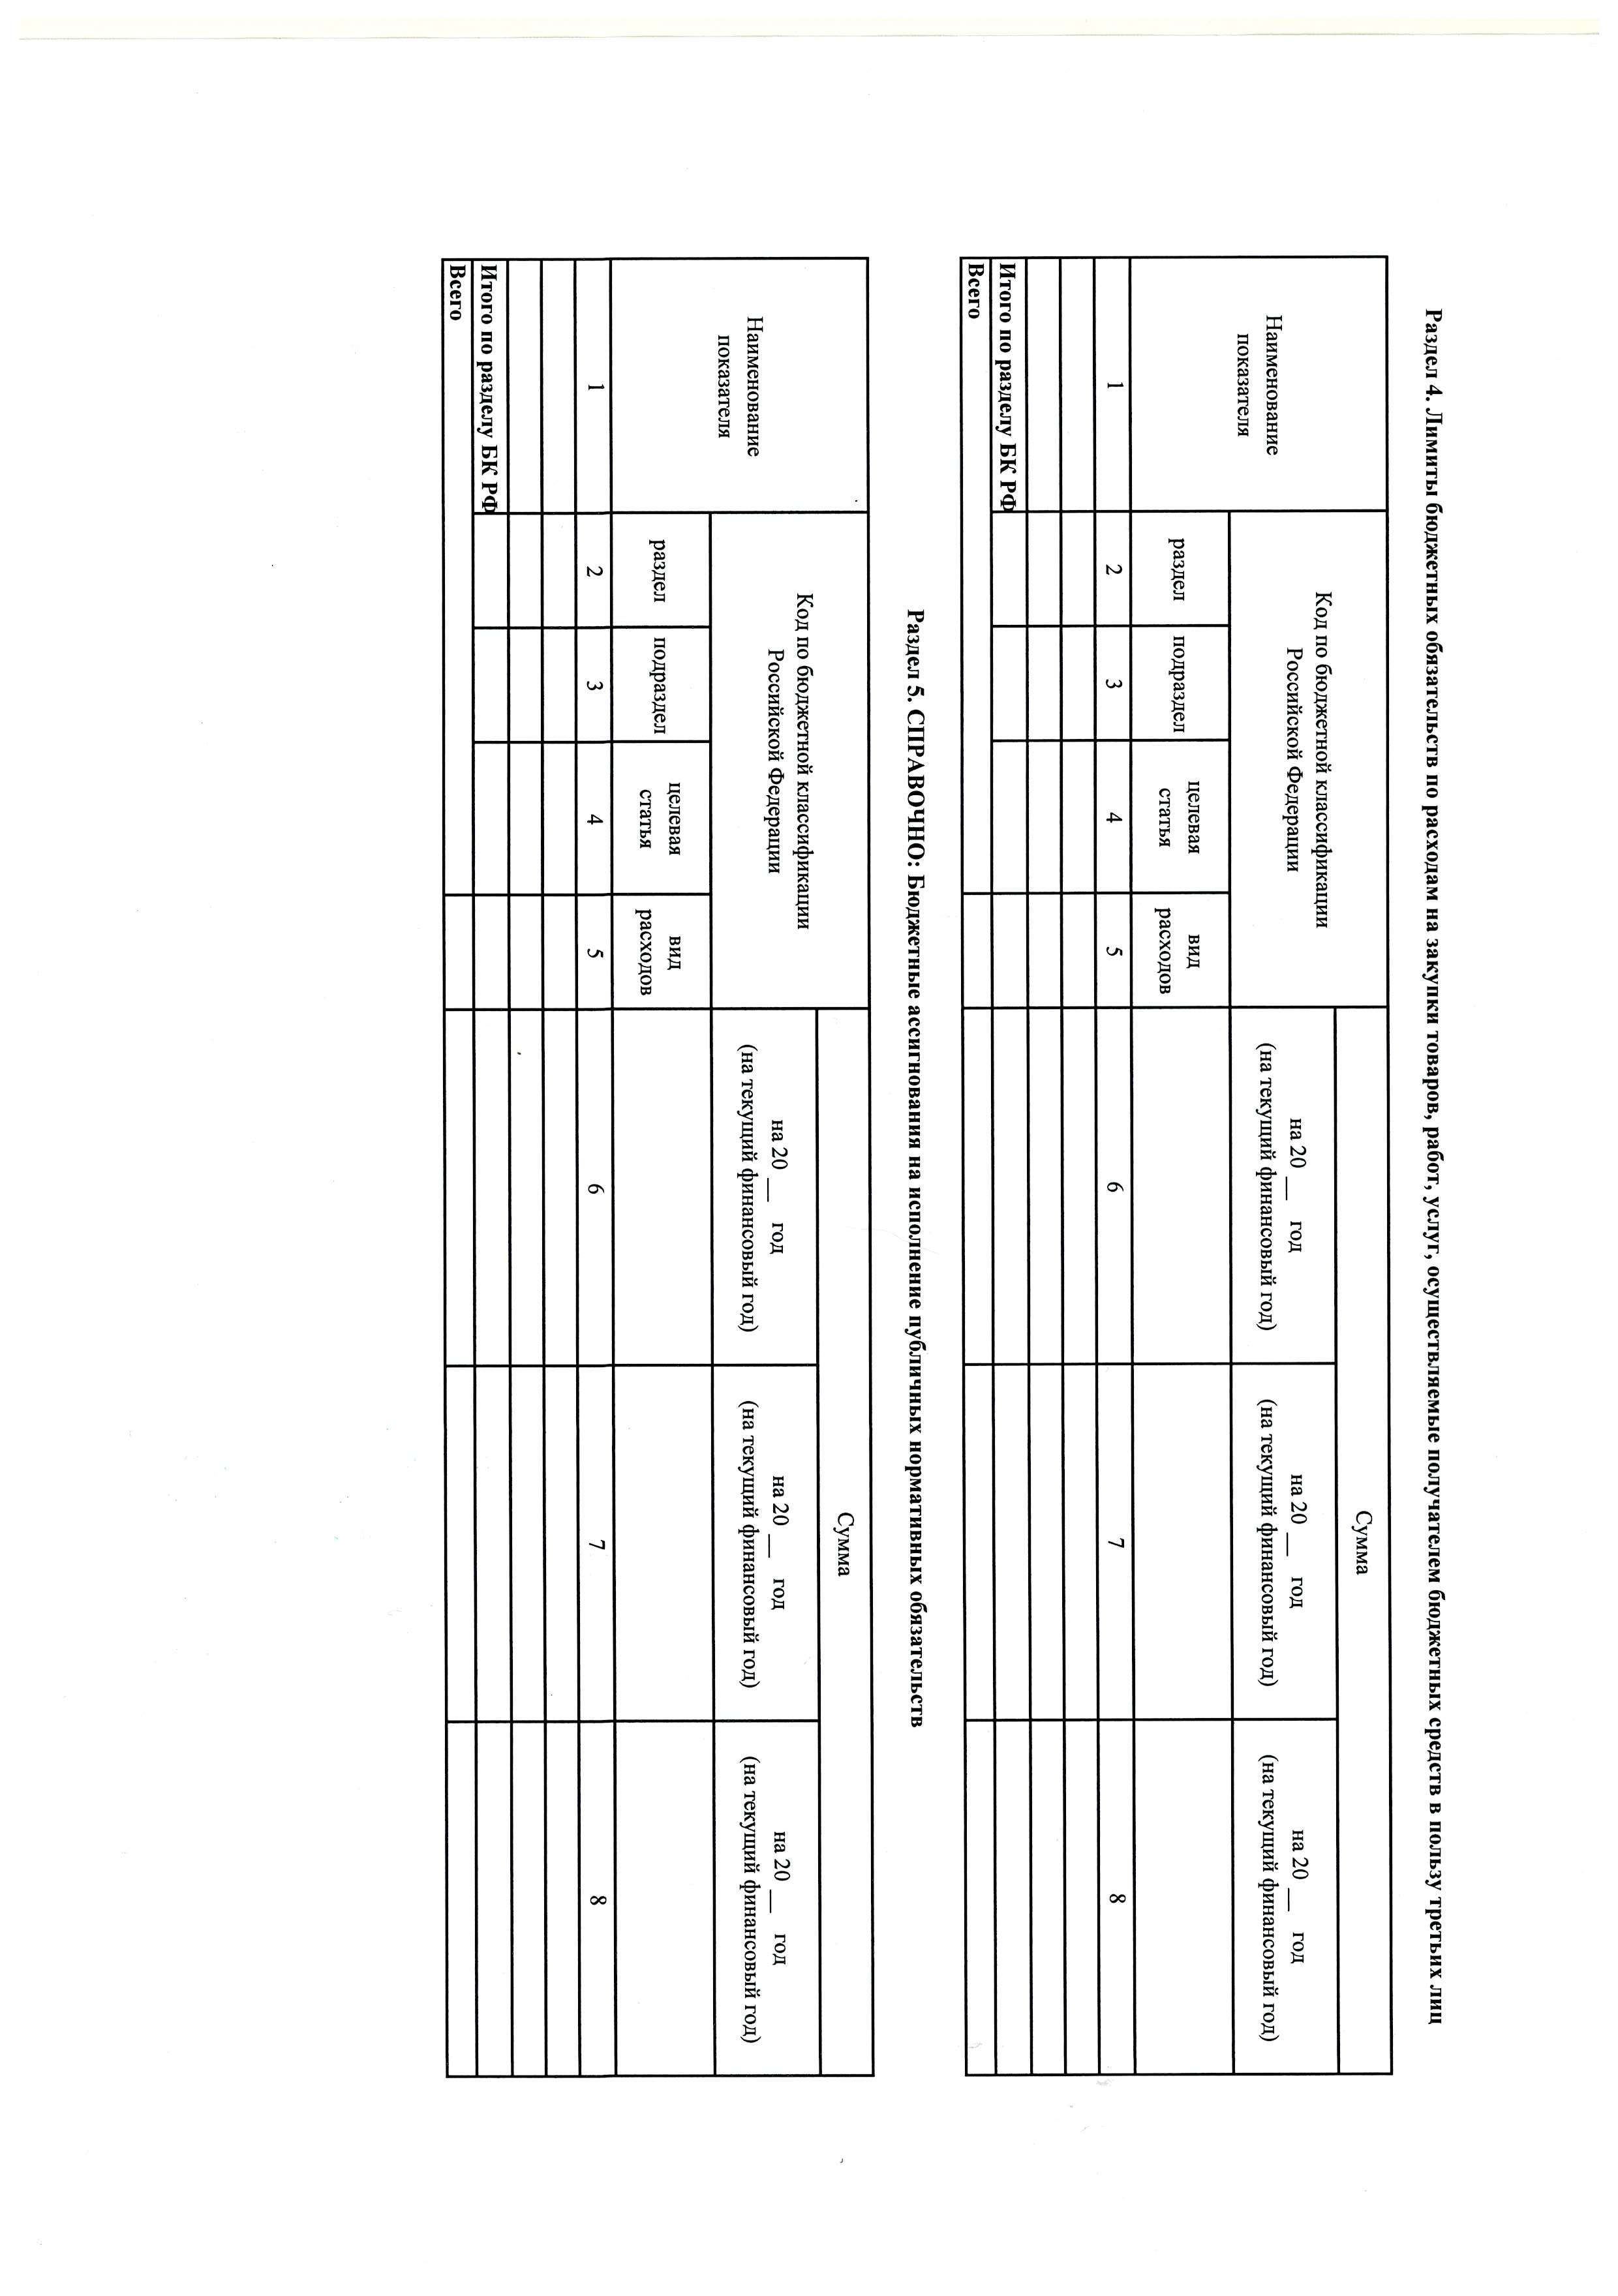 Раздел 4. Лимиты бюджетных обязательств по расходам на закупки товаров, работ, услуг, осуществляемые получателем бюджетных средств в пользу третьих лиц
Наименование
показателя
Код по бюджетной классификации
Российской Федерации
Сумма
раздел
подраздел
целевая
статья
вид
расходов
на 20 __ год
(на текущий финансовый год)
на 20 __ год
(на текущий финансовый год)
на 20 __ год
(на текущий финансовый год)
1 2 3 4 5 6 7 8
Итого по разделу БК РФ
Всего
Раздел 5. СПРАВОЧНО: Бюджетные ассигнования на исполнение публичных нормативных обязательств
Наименование
показателя
Код по бюджетной классификации
Российской Федерации
Сумма
раздел
подраздел
целевая
статья
вид
расходов
на 20 __ год
(на текущий финансовый год)
на 20 __ год
(на текущий финансовый год)
на 20 __ год
(на текущий финансовый год)
1 2 3 4 5 6 7 8
Итого по разделу БК РФ
Всего